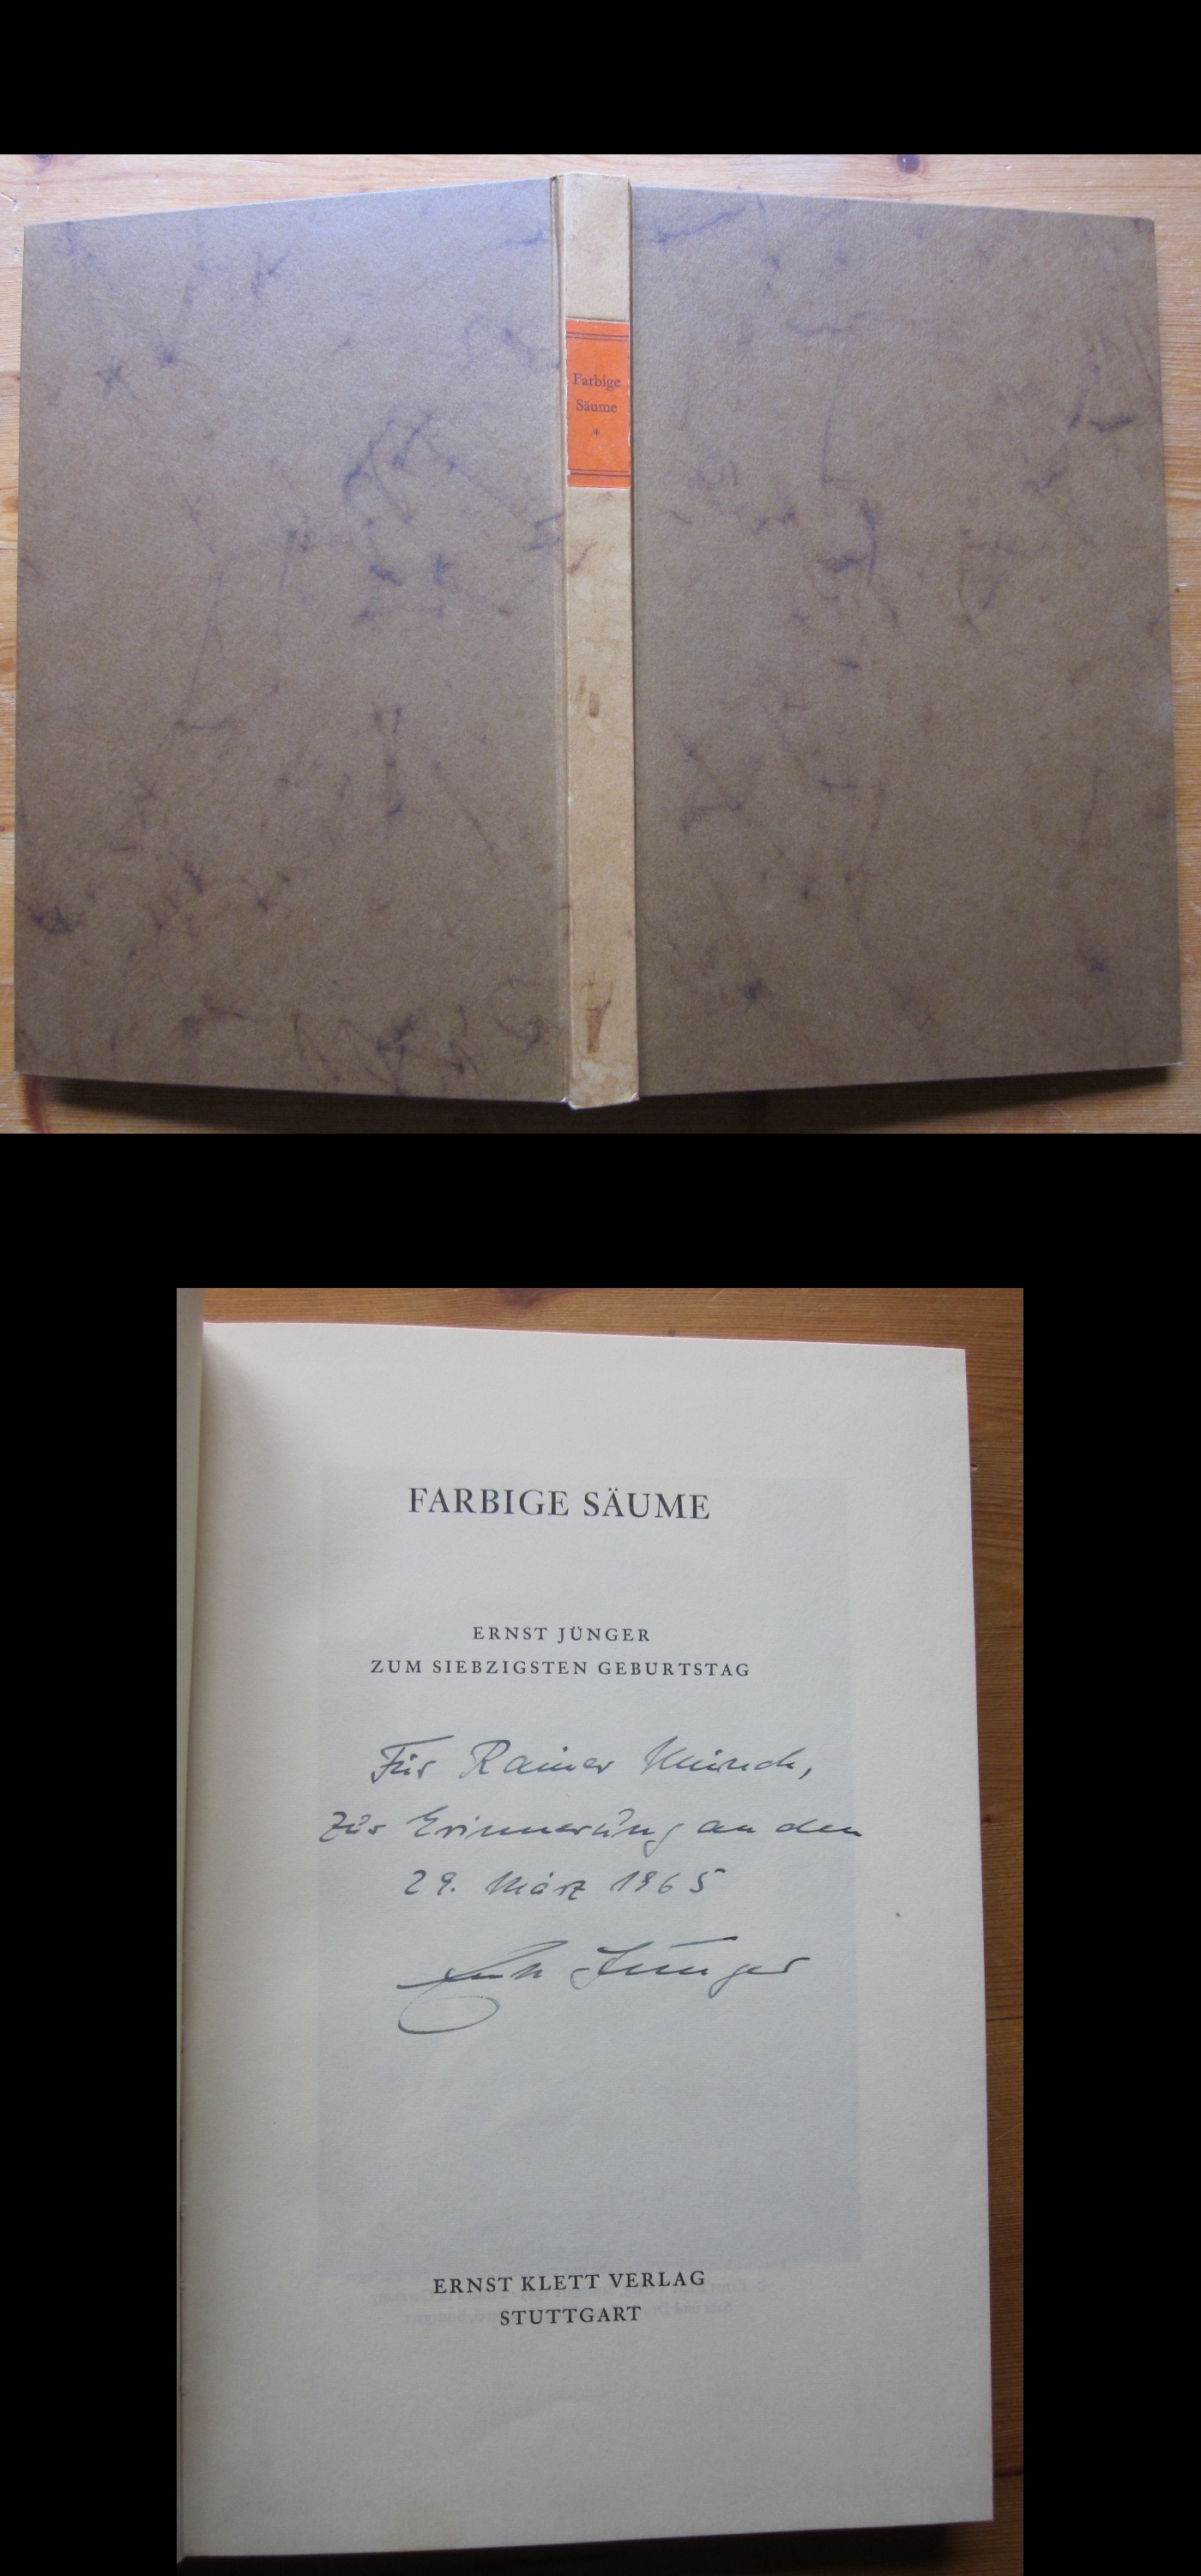 Farbige
Säume
*
FARBIGE SÄUME
ERNST JÜNGER
ZUM SIEBZIGSTEN GEBURTSTAG
Für Rainer
zur Erinnerung an den
29. März 1965
Ernst Jünger
ERNST KLETT VERLAG
STUTTGART